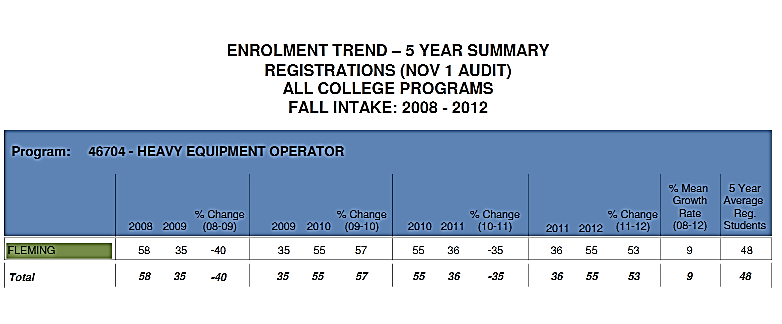 ENROLMENT TREND – 5 YEAR SUMMARY
REGISTRATIONS (NOV 1 AUDIT)
ALL COLLEGE PROGRAMS
FALL INTAKE: 2008 - 2012
Program: 46704 - HEAVY EQUIPMENT OPERATOR
2008 2009 % Change (08-09) 2009 2010 % Change (09-10) 2010 2011 % Change (10-11) 2011 2012 % Change (11-12) % Mean Growth Rate (08-12) 5 Year Average Reg. Students
FLEMING 58 35 -40 35 55 57 55 36 -35 36 55 53 9 48
Total 58 35 -40 35 55 57 55 36 -35 36 55 53 9 48